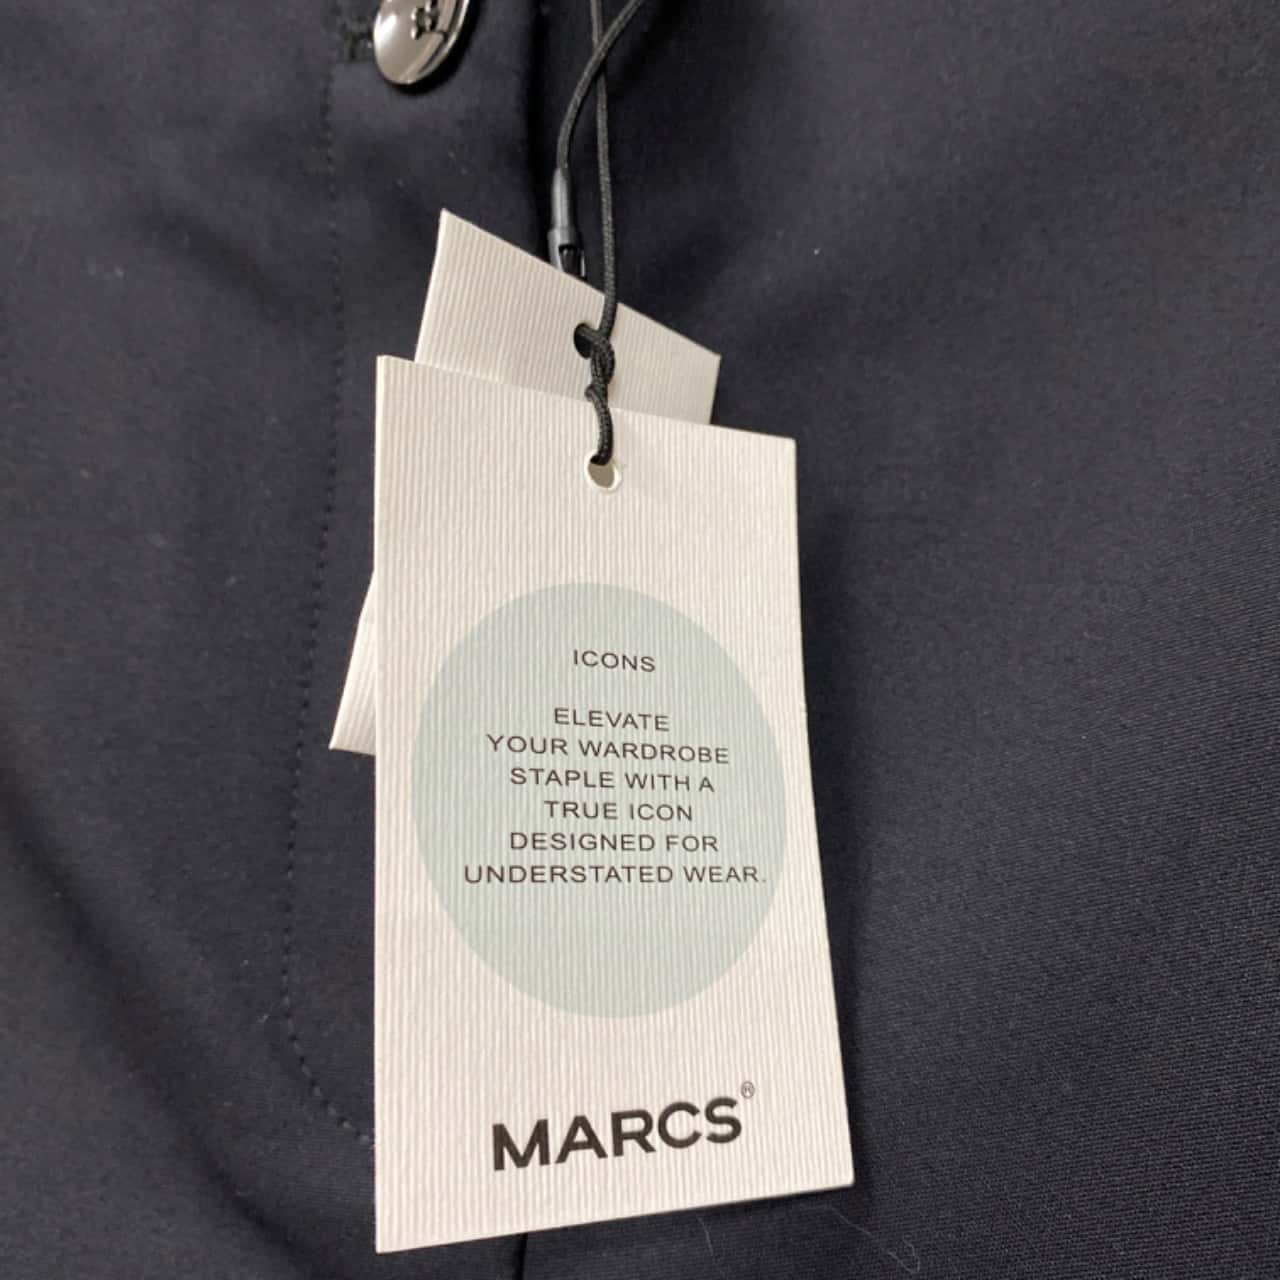 ICONS
ELEVATE
YOUR WARDROBE
STAPLE WITH A
TRUE ICON
DESIGNED FOR
UNDERSTATED WEAR.
MARCS®